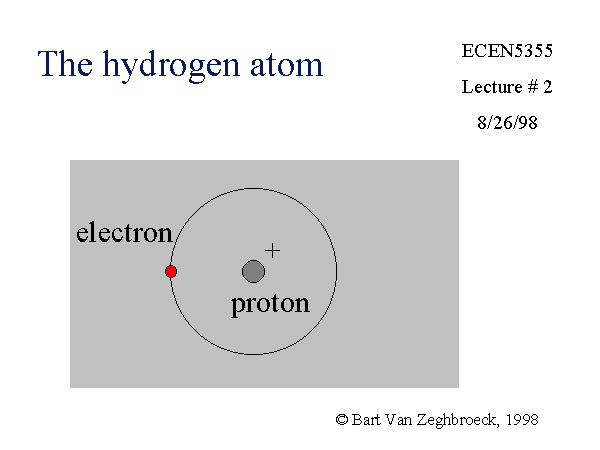 The hydrogen atom
ECEN5355
Lecture # 2
8/26/98
electron
+
proton
© Bart Van Zeghbroeck, 1998